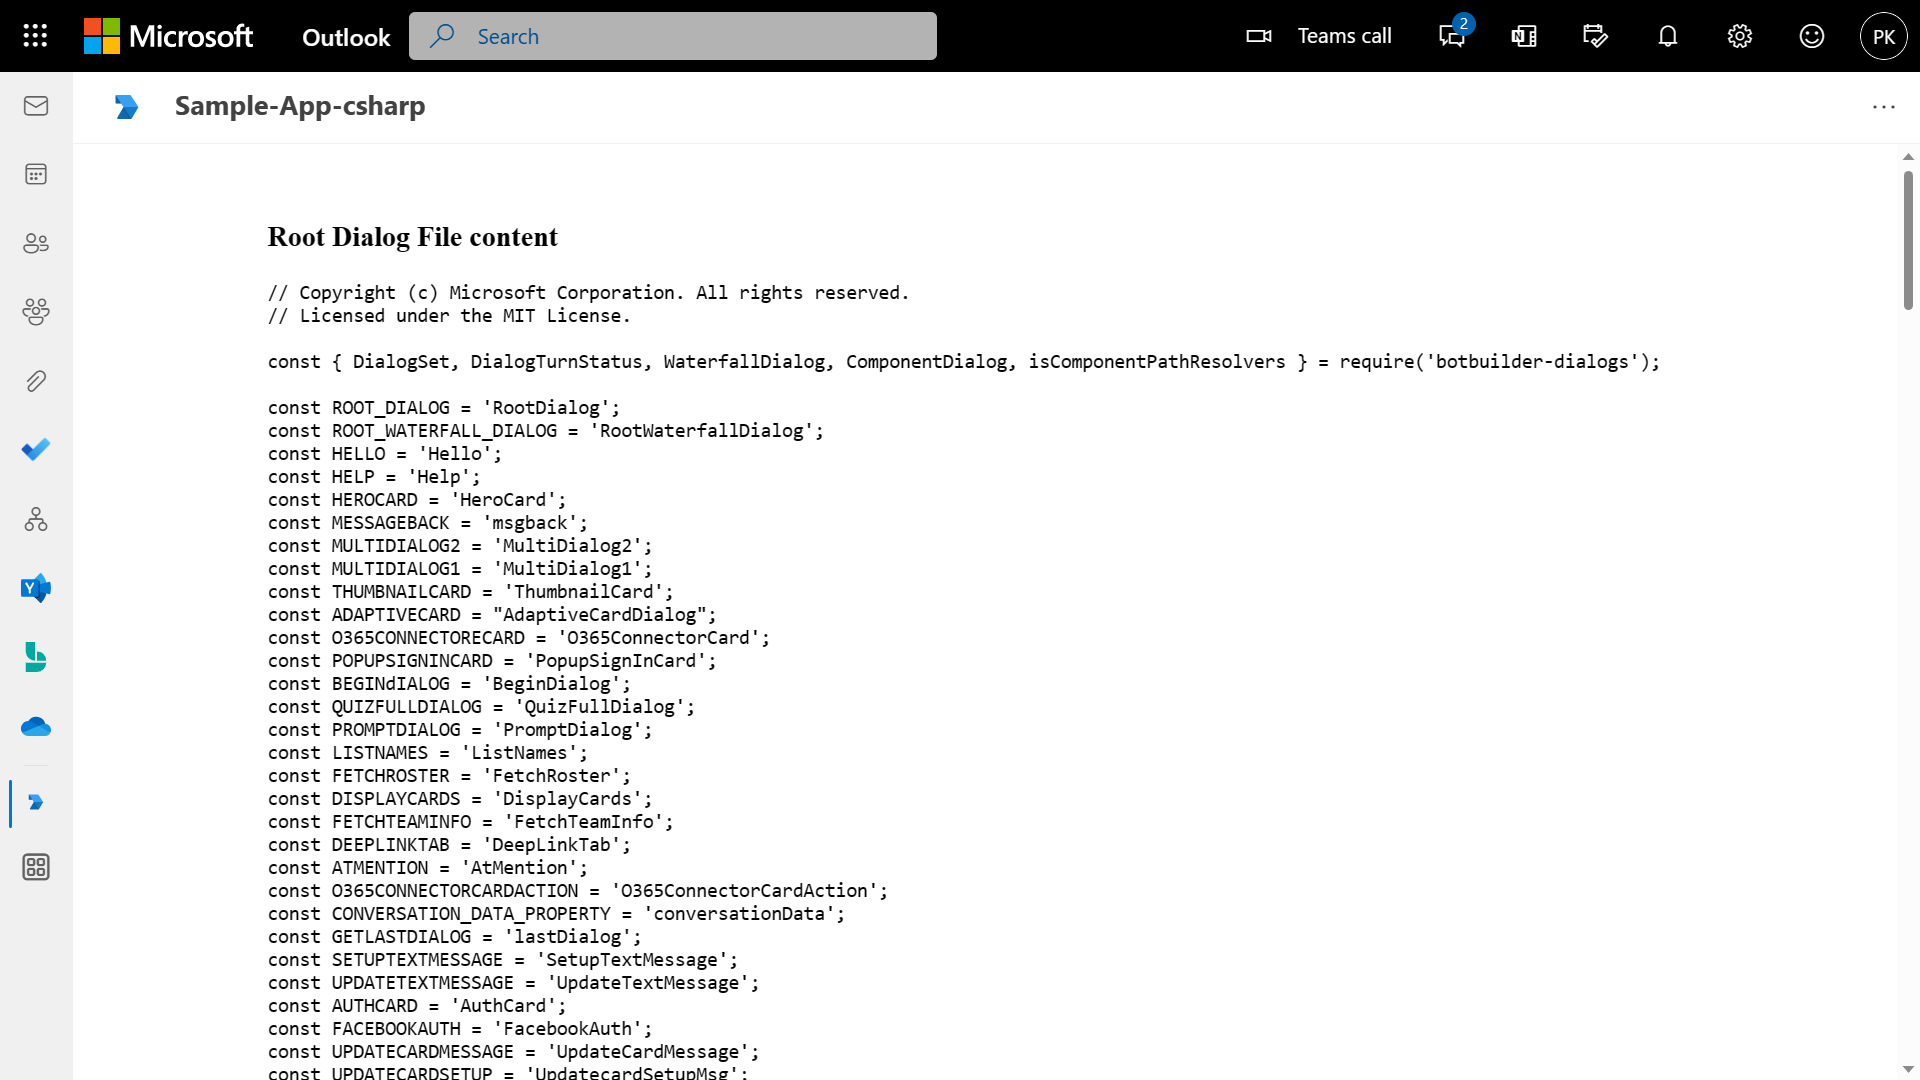 Microsoft Outlook Search Teams call 2 PK
Sample-App-csharp
Root Dialog File content
// Copyright (c) Microsoft Corporation. All rights reserved.
// Licensed under the MIT License.
const { DialogSet, DialogTurnStatus, WaterfallDialog, ComponentDialog, isComponentPathResolvers } = require('botbuilder-dialogs');
const ROOT_DIALOG = 'RootDialog';
const ROOT_WATERFALL_DIALOG = 'RootWaterfallDialog';
const HELLO = 'Hello';
const HELP = 'Help';
const HEROCARD = 'HeroCard';
const MESSAGEBACK = 'msgback';
const MULTIDIALOG2 = 'MultiDialog2';
const MULTIDIALOG1 = 'MultiDialog1';
const THUMBNAILCARD = 'ThumbnailCard';
const ADAPTIVECARD = "AdaptiveCardDialog";
const O365CONNECTORECARD = 'O365ConnectorCard';
const POPUPSIGNINCARD = 'PopupSignInCard';
const BEGINdIALOG = 'BeginDialog';
const QUIZFULLDIALOG = 'QuizFullDialog';
const PROMPTDIALOG = 'PromptDialog';
const LISTNAMES = 'ListNames';
const FETCHROSTER = 'FetchRoster';
const DISPLAYCARDS = 'DisplayCards';
const FETCHTEAMINFO = 'FetchTeamInfo';
const DEEPLINKTAB = 'DeepLinkTab';
const ATMENTION = 'AtMention';
const O365CONNECTORCARDACTION = 'O365ConnectorCardAction';
const CONVERSATION_DATA_PROPERTY = 'conversationData';
const GETLASTDIALOG = 'lastDialog';
const SETUPTEXTMESSAGE = 'SetupTextMessage';
const UPDATETEXTMESSAGE = 'UpdateTextMessage';
const AUTHCARD = 'AuthCard';
const FACEBOOKAUTH = 'FacebookAuth';
const UPDATECARDMESSAGE = 'UpdateCardMessage';
const UPDATECARDSETUP = 'UpdatecardSetupMsg';